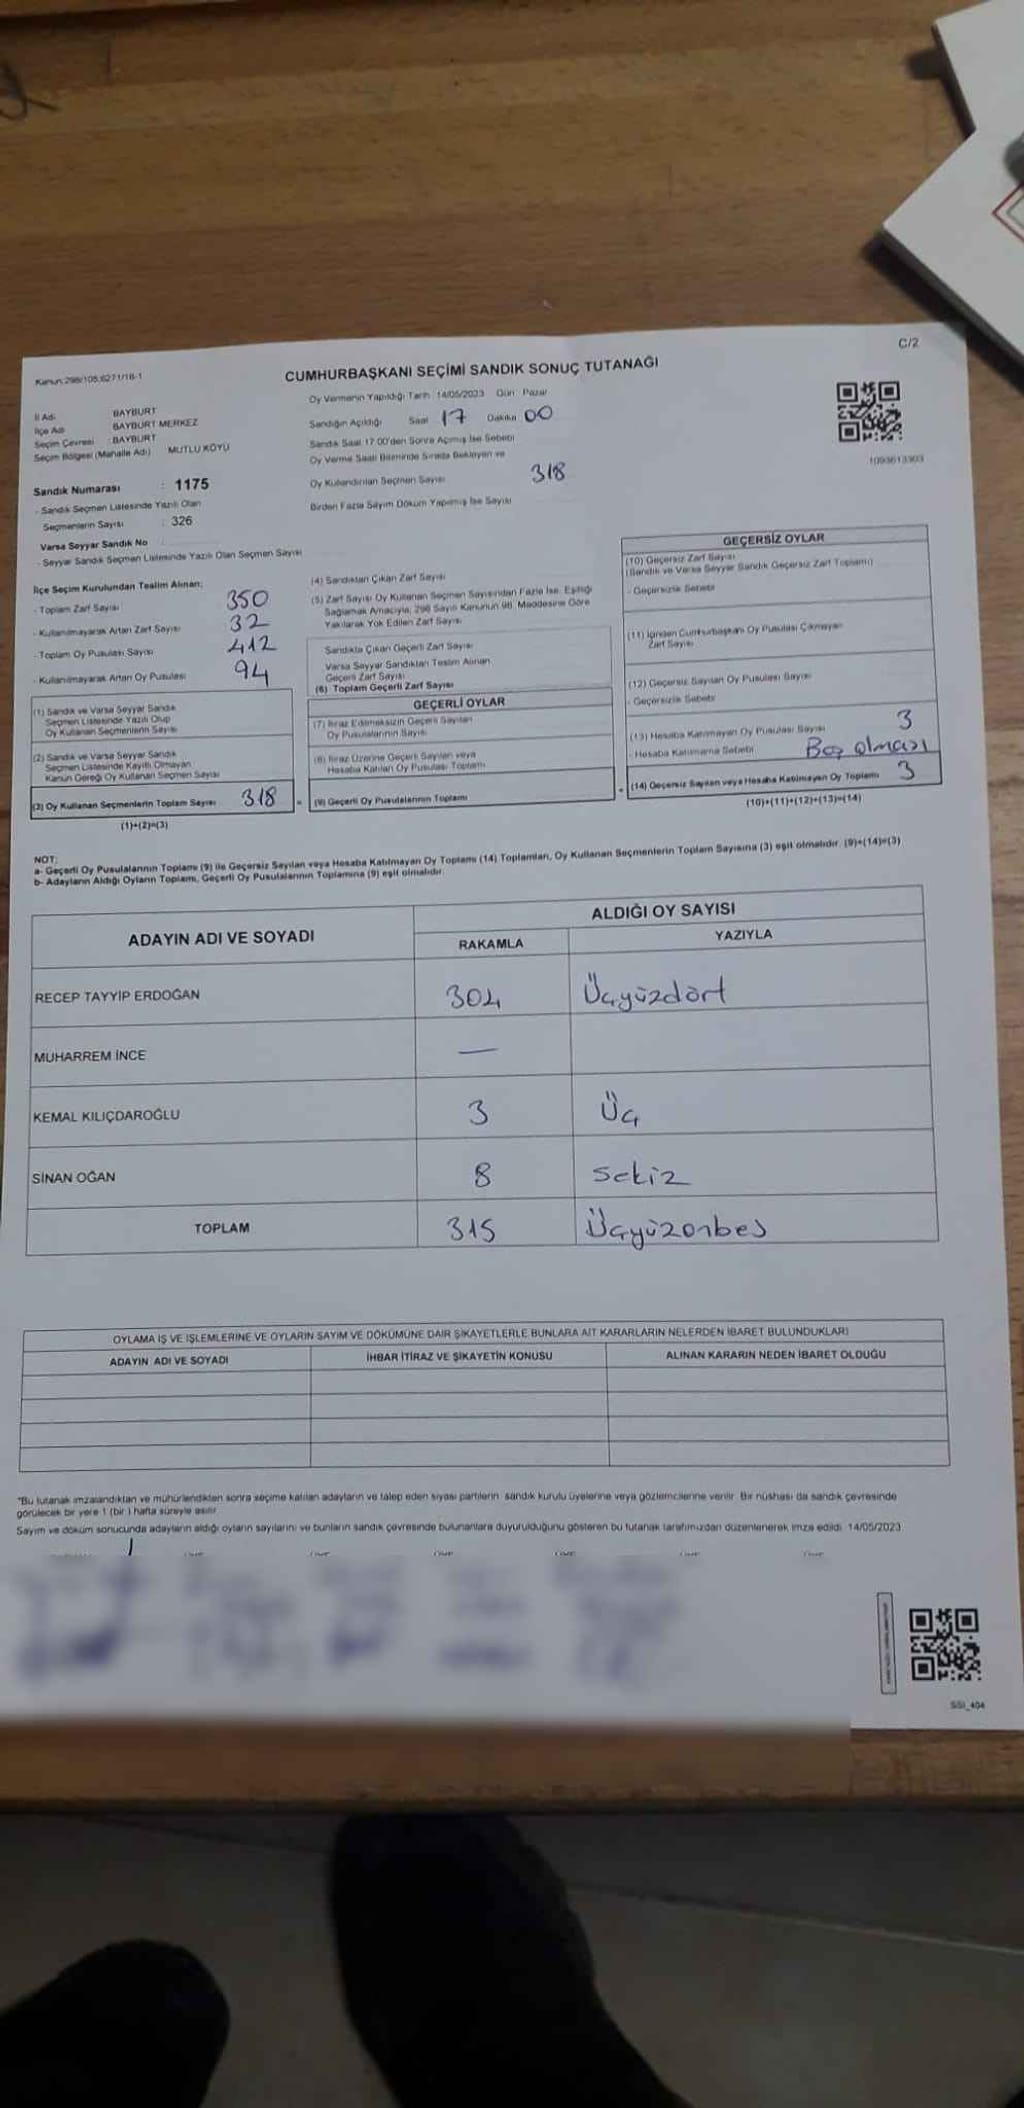 C/2
Kanun:298/105;6271/18-1
CUMHURBAŞKANI SEÇİMİ SANDIK SONUÇ TUTANAĞI
İl Adı BAYBURT
İlçe Adı BAYBURT MERKEZ
Seçim Çevresi : BAYBURT
Seçim Bölgesi (Mahalle Adı) MUTLU KÖYÜ
Sandık Numarası : 1175
- Sandık Seçmen Listesinde Yazılı Olan
Seçmenlerin Sayısı : 326
Varsa Seyyar Sandık No
- Seyyar Sandık Seçmen Listesinde Yazılı Olan Seçmen Sayısı
Oy Vermenin Yapıldığı Tarih : 14/05/2023 Gün : Pazar
Sandığın Açıldığı Saat 17 Dakika 00
Sandık Saat 17:00'den Sonra Açılmış İse Sebebi
Oy Verme Saati Bitiminde Sırada Bekleyen ve
Oy Kullandırılan Seçmen Sayısı 318
Birden Fazla Sayım Döküm Yapılmış İse Sayısı
1093613303
İlçe Seçim Kurulundan Teslim Alınan;
- Toplam Zarf Sayısı 350
- Kullanılmayarak Artan Zarf Sayısı 32
- Toplam Oy Pusulası Sayısı 412
- Kullanılmayarak Artan Oy Pusulası 94
(1) Sandık ve Varsa Seyyar Sandık
Seçmen Listesinde Yazılı Olup
Oy Kullanan Seçmenlerin Sayısı
(2) Sandık ve Varsa Seyyar Sandık
Seçmen Listesinde Kayıtlı Olmayan
Kanun Gereği Oy Kullanan Seçmen Sayısı
(3) Oy Kullanan Seçmenlerin Toplam Sayısı 318
(1)+(2)=(3)
(4) Sandıktan Çıkan Zarf Sayısı
(5) Zarf Sayısı Oy Kullanan Seçmen Sayısından Fazla İse, Eşitliği
Sağlamak Amacıyla, 298 Sayılı Kanunun 98. Maddesine Göre
Yakılarak Yok Edilen Zarf Sayısı
Sandıkta Çıkan Geçerli Zarf Sayısı
Varsa Seyyar Sandıktan Teslim Alınan
Geçerli Zarf Sayısı
(6) Toplam Geçerli Zarf Sayısı
GEÇERLİ OYLAR
(7) İtiraz Edilmeksizin Geçerli Sayılan
Oy Pusulalarının Sayısı
(8) İtiraz Üzerine Geçerli Sayılan veya
Hesaba Katılan Oy Pusulası Toplamı
= (9) Geçerli Oy Pusulalarının Toplamı
GEÇERSİZ OYLAR
(10) Geçersiz Zarf Sayısı
(Sandık ve Varsa Seyyar Sandık Geçersiz Zarf Toplamı)
- Geçersizlik Sebebi
(11) İçinden Cumhurbaşkanı Oy Pusulası Çıkmayan
Zarf Sayısı
(12) Geçersiz Sayılan Oy Pusulası Sayısı
- Geçersizlik Sebebi
(13) Hesaba Katılmayan Oy Pusulası Sayısı 3
- Hesaba Katılmama Sebebi Boş olması
+ (14) Geçersiz Sayılan veya Hesaba Katılmayan Oy Toplamı 3
(10)+(11)+(12)+(13)=(14)
NOT:
a- Geçerli Oy Pusulalarının Toplamı (9) ile Geçersiz Sayılan veya Hesaba Katılmayan Oy Toplamı (14) Toplamları, Oy Kullanan Seçmenlerin Toplam Sayısına (3) eşit olmalıdır. (9)+(14)=(3)
b- Adayların Aldığı Oyların Toplamı, Geçerli Oy Pusulalarının Toplamına (9) eşit olmalıdır.
ADAYIN ADI VE SOYADI ALDIĞI OY SAYISI
RAKAMLA YAZIYLA
RECEP TAYYİP ERDOĞAN 304 Üçyüzdört
MUHARREM İNCE —
KEMAL KILIÇDAROĞLU 3 Üç
SİNAN OĞAN 8 sekiz
TOPLAM 315 Üçyüzonbeş
OYLAMA İŞ VE İŞLEMLERİNE VE OYLARIN SAYIM VE DÖKÜMÜNE DAİR ŞİKAYETLERLE BUNLARA AİT KARARLARIN NELERDEN İBARET BULUNDUKLARI
ADAYIN ADI VE SOYADI İHBAR İTİRAZ VE ŞİKAYETİN KONUSU ALINAN KARARIN NEDEN İBARET OLDUĞU
*Bu tutanak imzalandıktan ve mühürlendikten sonra seçime katılan adayların ve talep eden siyasi partilerin sandık kurulu üyelerine veya gözlemcilerine verilir. Bir nüshası da sandık çevresinde
görülecek bir yere 1 (bir) hafta süreyle asılır.
Sayım ve döküm sonucunda adayların aldığı oyların sayılarını ve bunların sandık çevresinde bulunanlara duyurulduğunu gösteren bu tutanak tarafımızdan düzenlenerek imza edildi. 14/05/2023
SSI_404